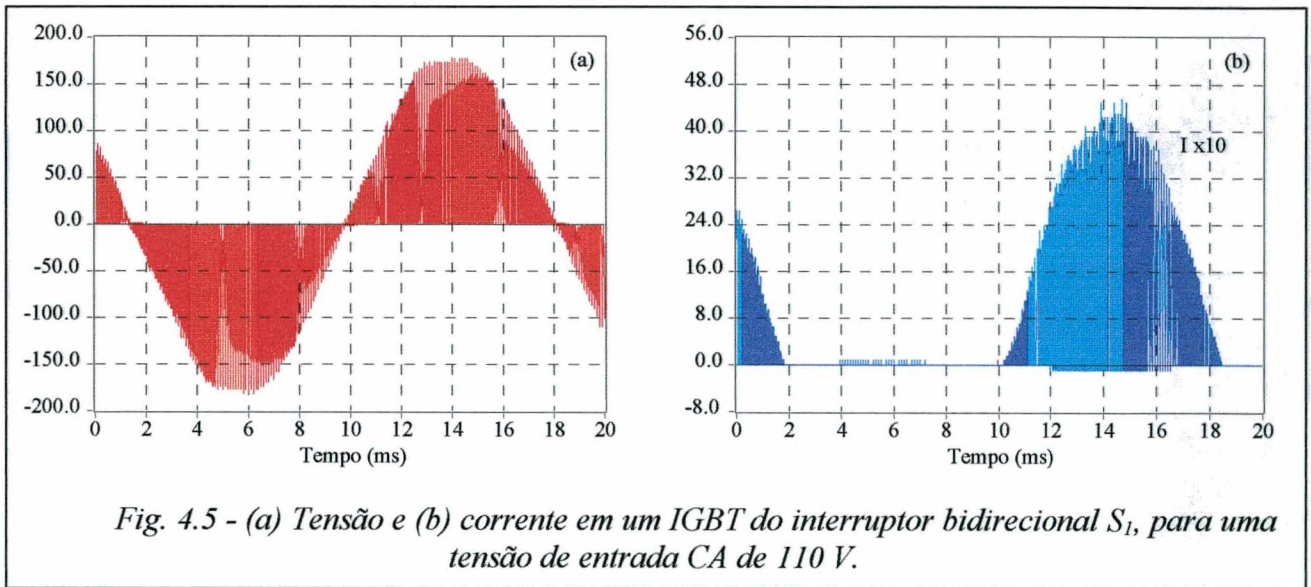 200.0
150.0
100.0
50.0
0.0
-50.0
-100.0
-150.0
-200.0
(a)
0 2 4 6 8 10 12 14 16 18 20
Tempo (ms)
56.0
48.0
40.0
32.0
24.0
16.0
8.0
0.0
-8.0
(b)
I x10
0 2 4 6 8 10 12 14 16 18 20
Tempo (ms)
Fig. 4.5 - (a) Tensão e (b) corrente em um IGBT do interruptor bidirecional S₁, para uma
tensão de entrada CA de 110 V.